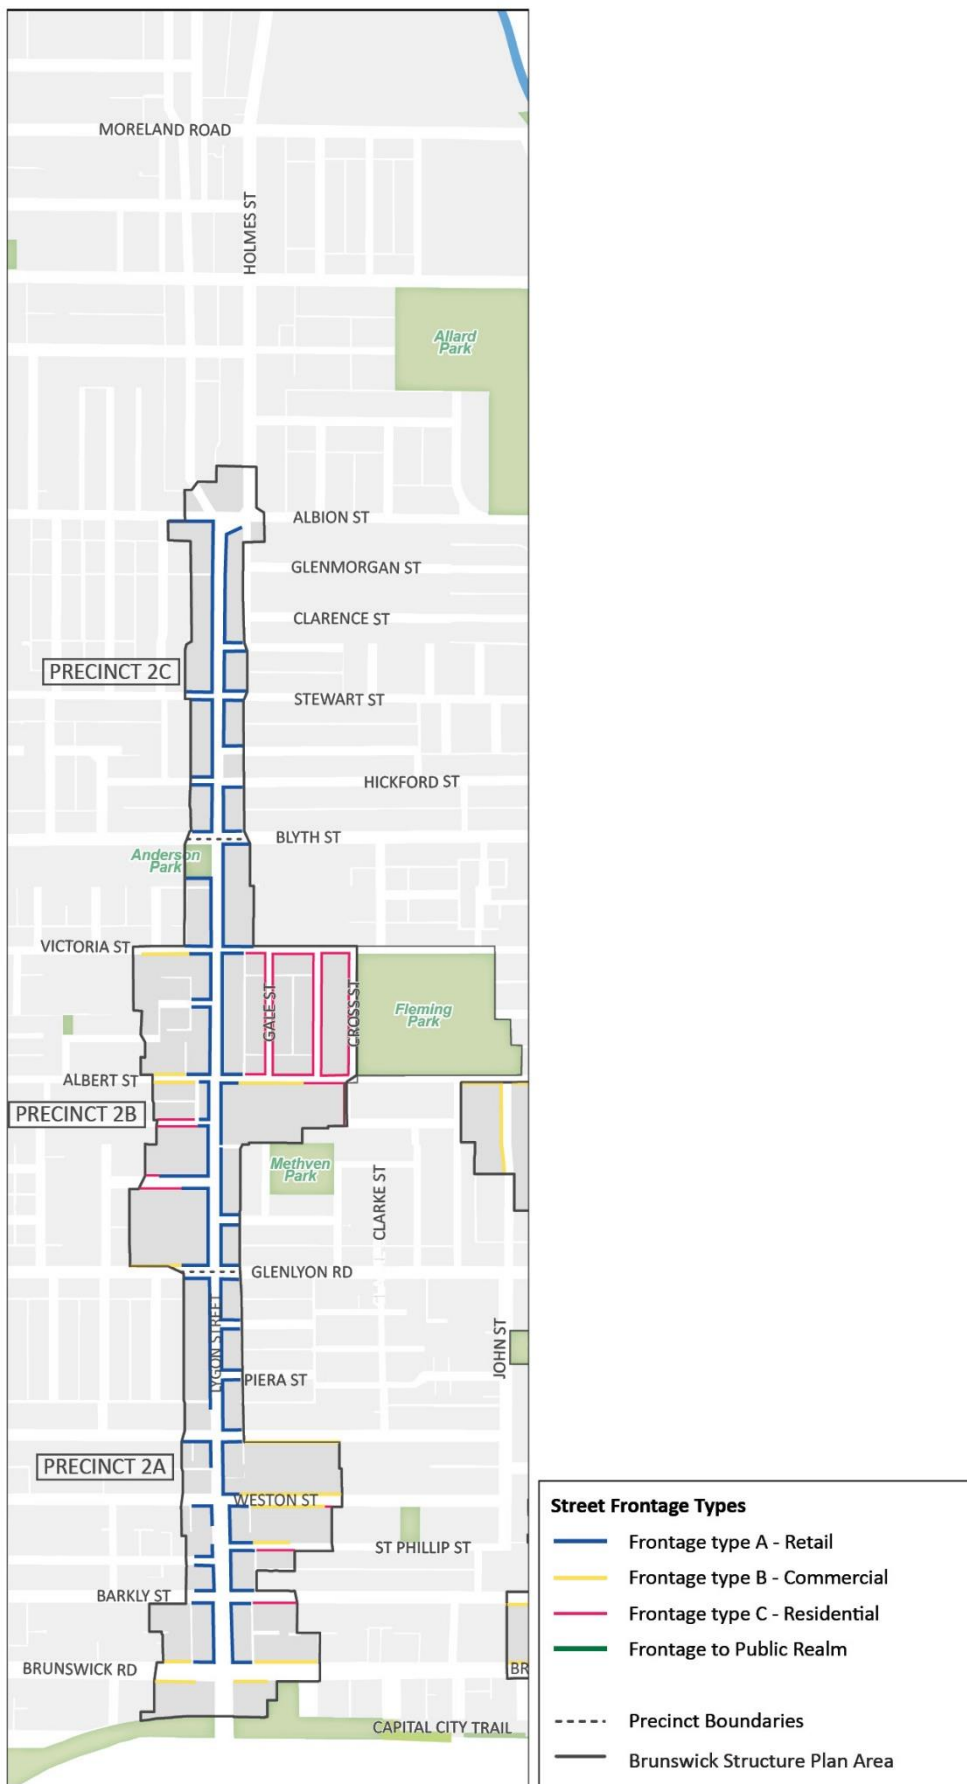 MORELAND ROAD
HOLMES ST
Allard
Park
ALBION ST
GLENMORGAN ST
CLARENCE ST
PRECINCT 2C
STEWART ST
HICKFORD ST
BLYTH ST
Anderson
Park
VICTORIA ST
GALE ST
CROSS ST
Fleming
Park
ALBERT ST
PRECINCT 2B
Methven
Park
CLARKE ST
GLENLYON RD
LYGON STREET
JOHN ST
PIERA ST
PRECINCT 2A
WESTON ST
ST PHILLIP ST
BARKLY ST
BRUNSWICK RD
BR
CAPITAL CITY TRAIL
Street Frontage Types
Frontage type A - Retail
Frontage type B - Commercial
Frontage type C - Residential
Frontage to Public Realm
Precinct Boundaries
Brunswick Structure Plan Area